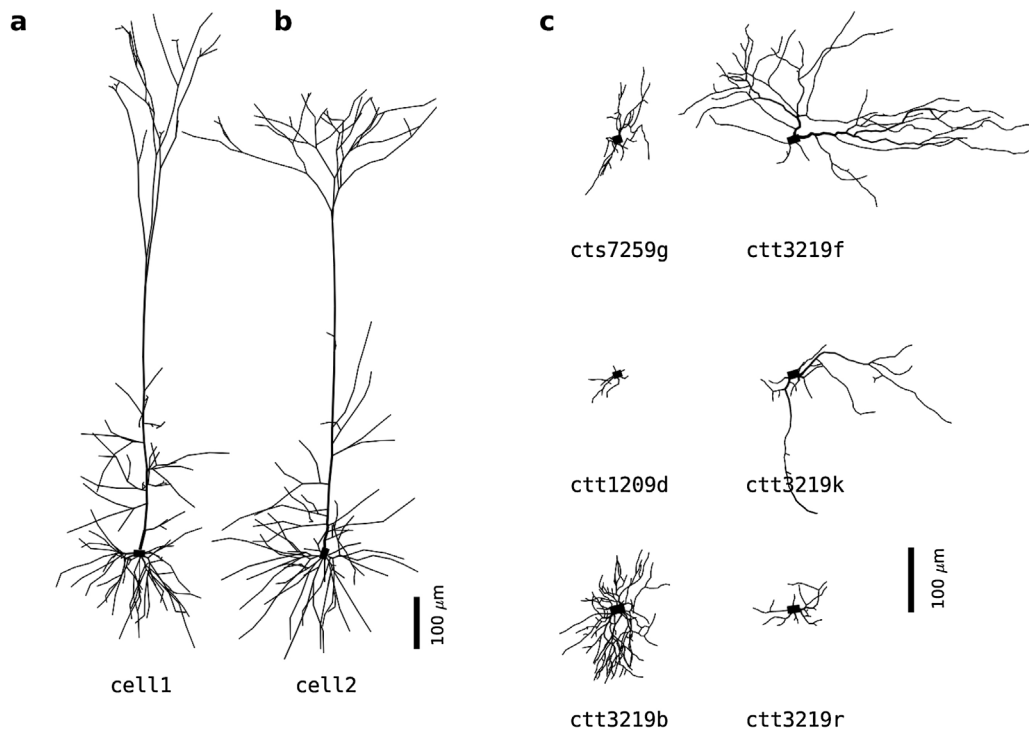 a b c
cts7259g ctt3219f
ctt1209d ctt3219k
100 μm
100 μm
cell1 cell2
ctt3219b ctt3219r